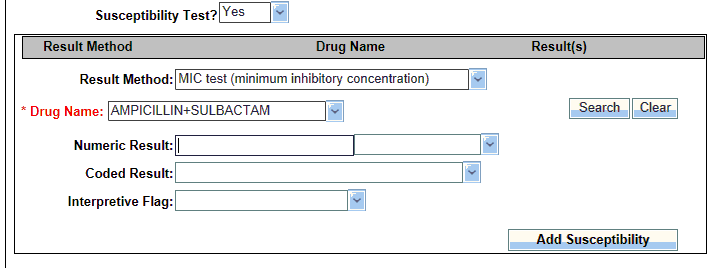 Susceptibility Test? Yes
Result Method Drug Name Result(s)
Result Method: MIC test (minimum inhibitory concentration)
* Drug Name: AMPICILLIN+SULBACTAM Search Clear
Numeric Result:
Coded Result:
Interpretive Flag:
Add Susceptibility